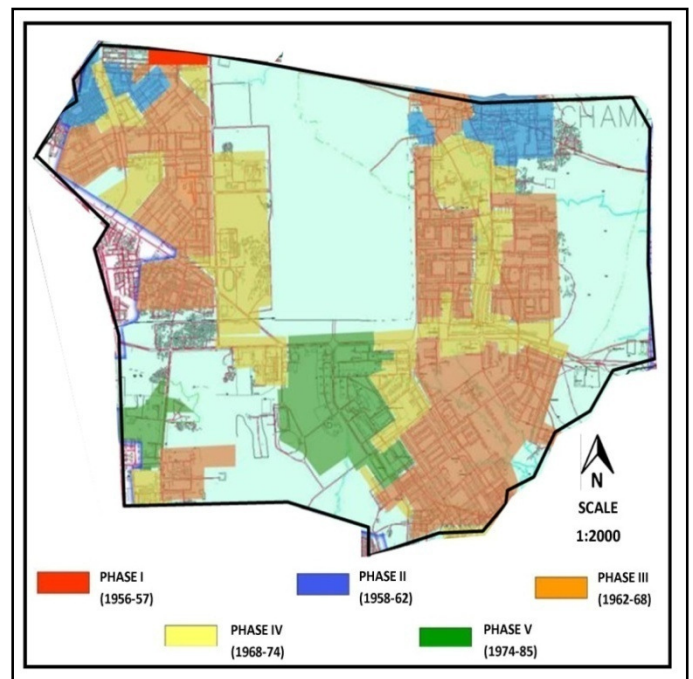 CHAM
N
SCALE
1:2000
PHASE I
(1956-57)
PHASE II
(1958-62)
PHASE III
(1962-68)
PHASE IV
(1968-74)
PHASE V
(1974-85)